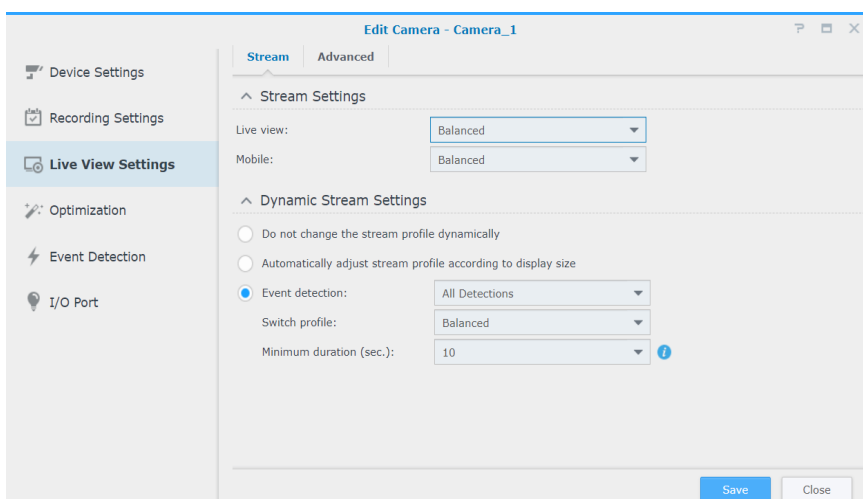 Edit Camera - Camera_1
Stream Advanced
Device Settings
Recording Settings
Live View Settings
Optimization
Event Detection
I/O Port
Stream Settings
Live view: Balanced
Mobile: Balanced
Dynamic Stream Settings
Do not change the stream profile dynamically
Automatically adjust stream profile according to display size
Event detection: All Detections
Switch profile: Balanced
Minimum duration (sec.): 10
Save Close